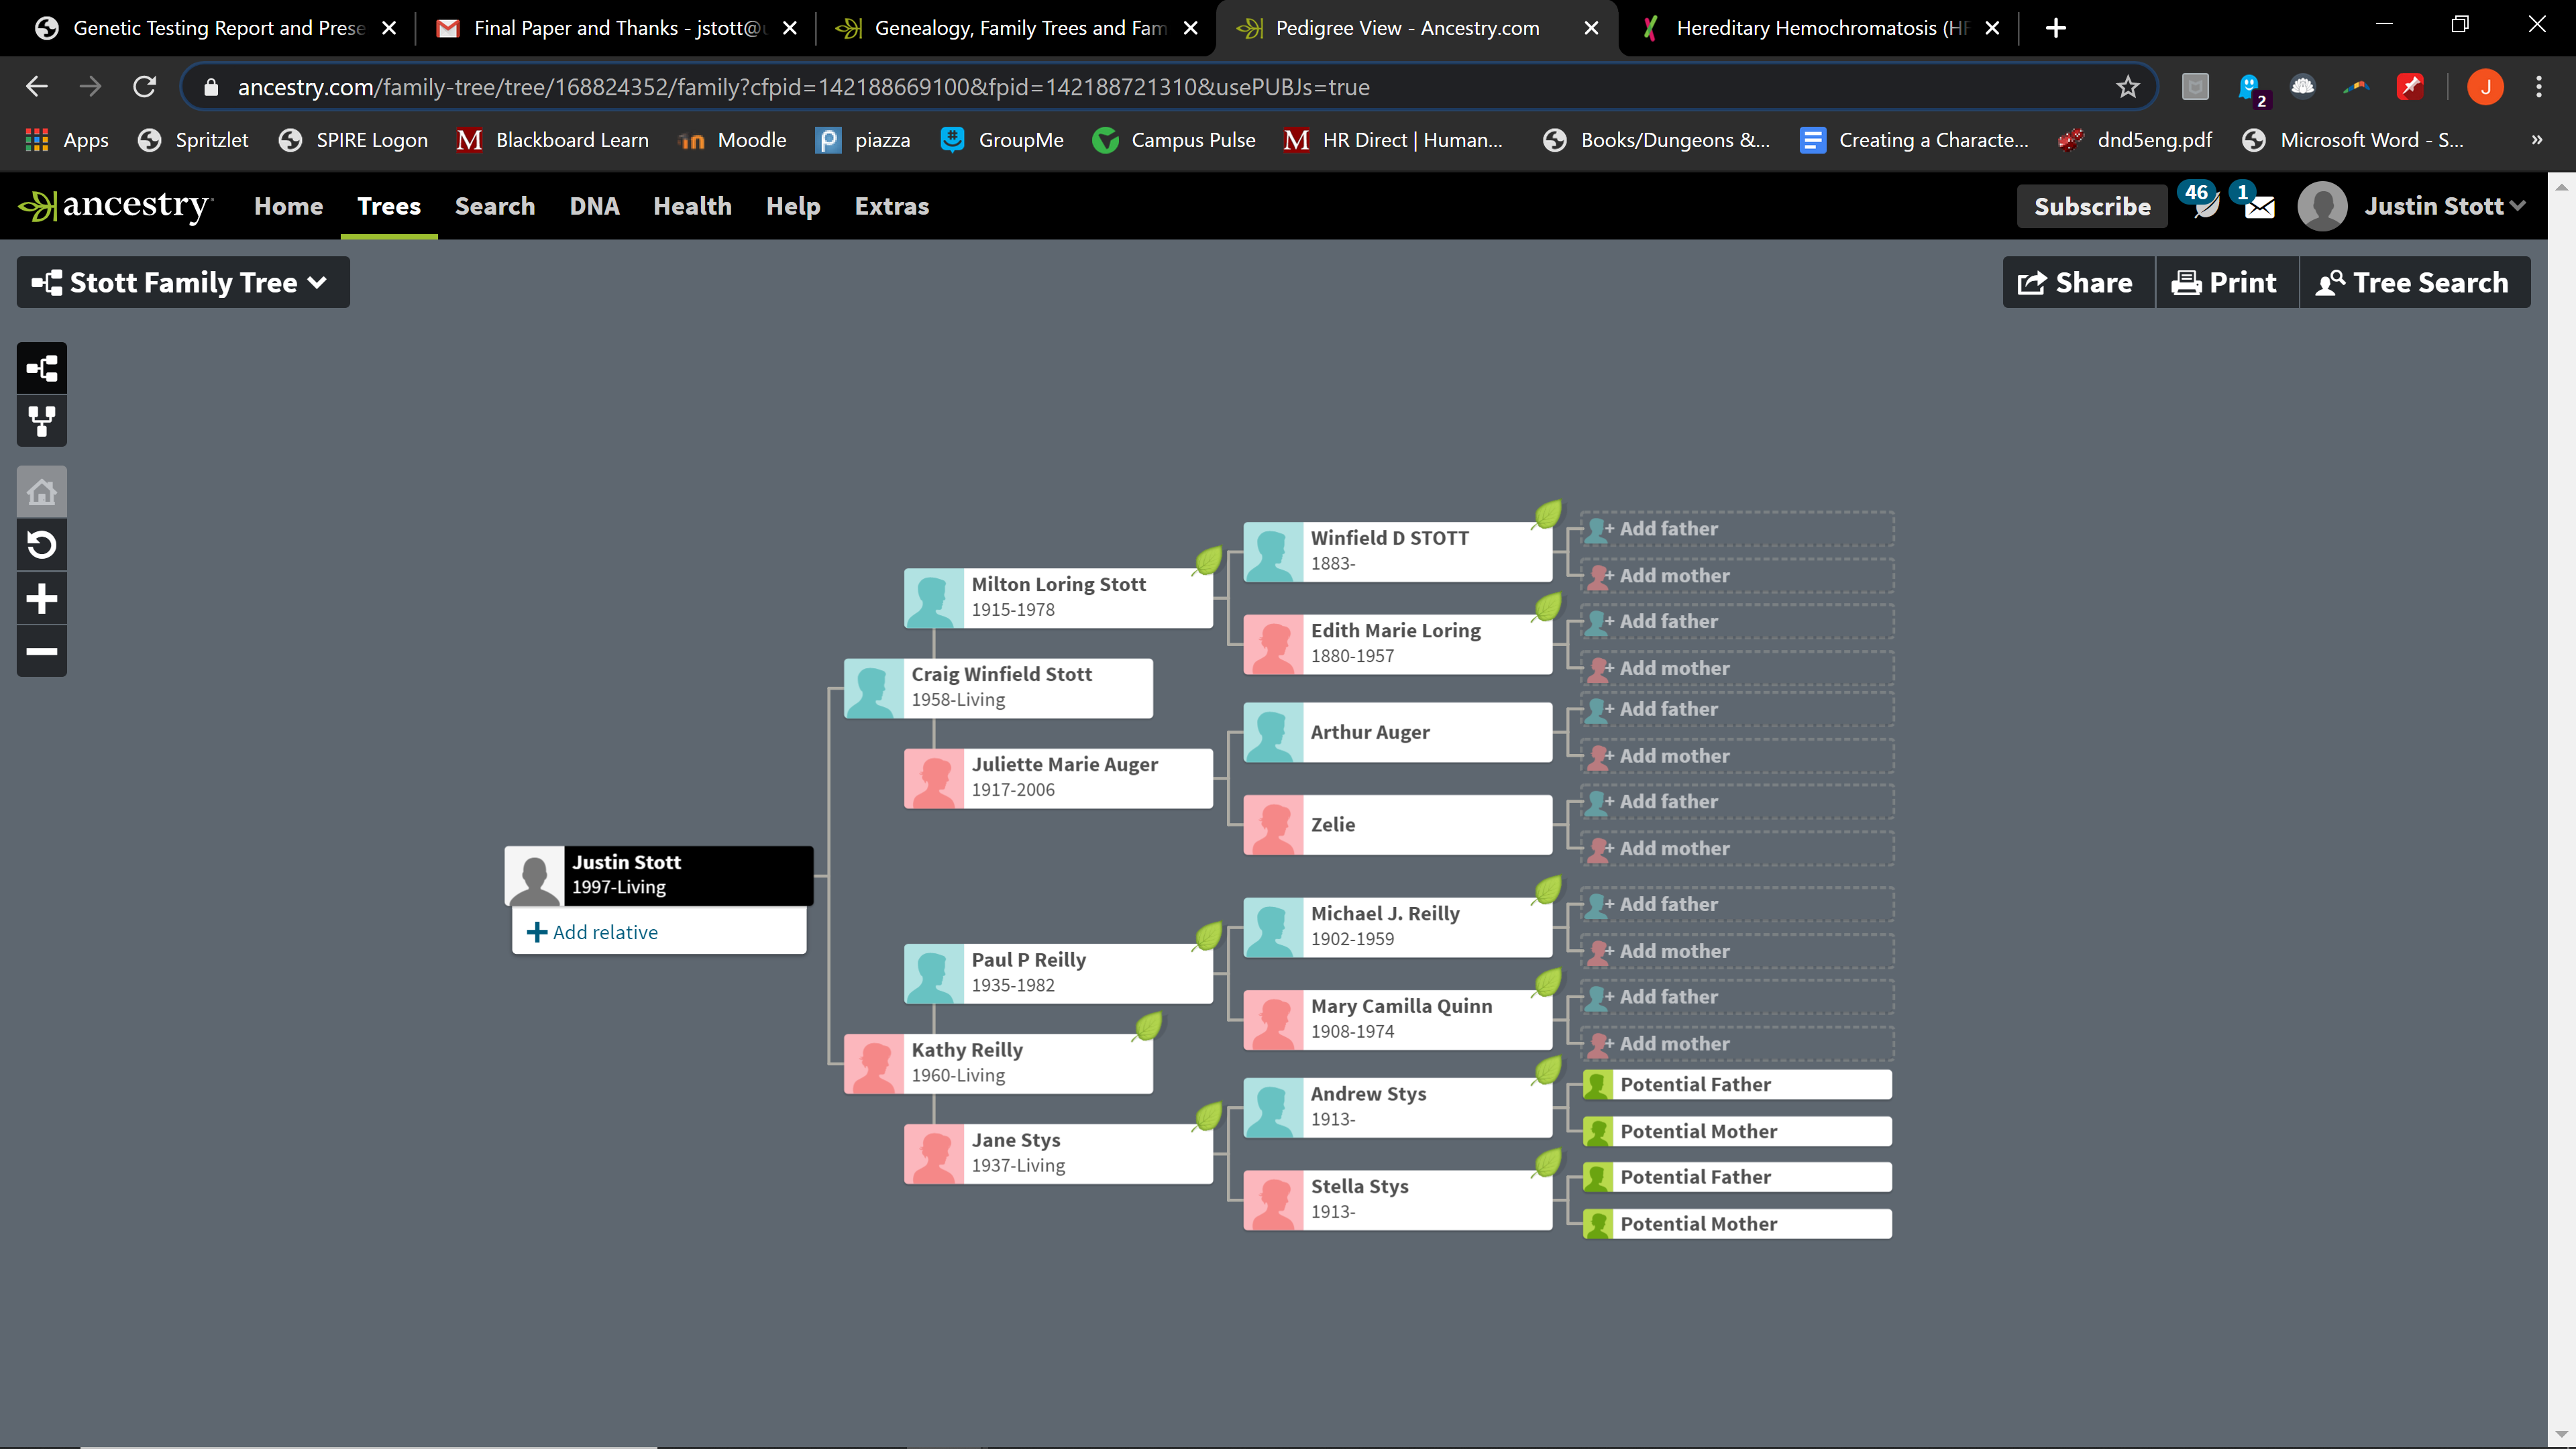 Genetic Testing Report and Prese
Final Paper and Thanks - jstott@u
Genealogy, Family Trees and Fam
Pedigree View - Ancestry.com
Hereditary Hemochromatosis (HF
ancestry.com/family-tree/tree/168824352/family?cfpid=142188669100&fpid=142188721310&usePUBJs=true
2
J
Apps
Spritzlet
SPIRE Logon
M
Blackboard Learn
Moodle
piazza
GroupMe
Campus Pulse
M
HR Direct | Human...
Books/Dungeons &...
Creating a Characte...
dnd5eng.pdf
Microsoft Word - S...
»
ancestry
Home
Trees
Search
DNA
Health
Help
Extras
Subscribe
46
1
Justin Stott
Stott Family Tree
Share
Print
Tree Search
Winfield D STOTT
1883-
Add father
Add mother
Milton Loring Stott
1915-1978
Edith Marie Loring
1880-1957
Add father
Add mother
Craig Winfield Stott
1958-Living
Arthur Auger
Add father
Add mother
Juliette Marie Auger
1917-2006
Zelie
Add father
Add mother
Justin Stott
1997-Living
Add relative
Michael J. Reilly
1902-1959
Add father
Add mother
Paul P Reilly
1935-1982
Mary Camilla Quinn
1908-1974
Add father
Add mother
Kathy Reilly
1960-Living
Andrew Stys
1913-
Potential Father
Potential Mother
Jane Stys
1937-Living
Stella Stys
1913-
Potential Father
Potential Mother